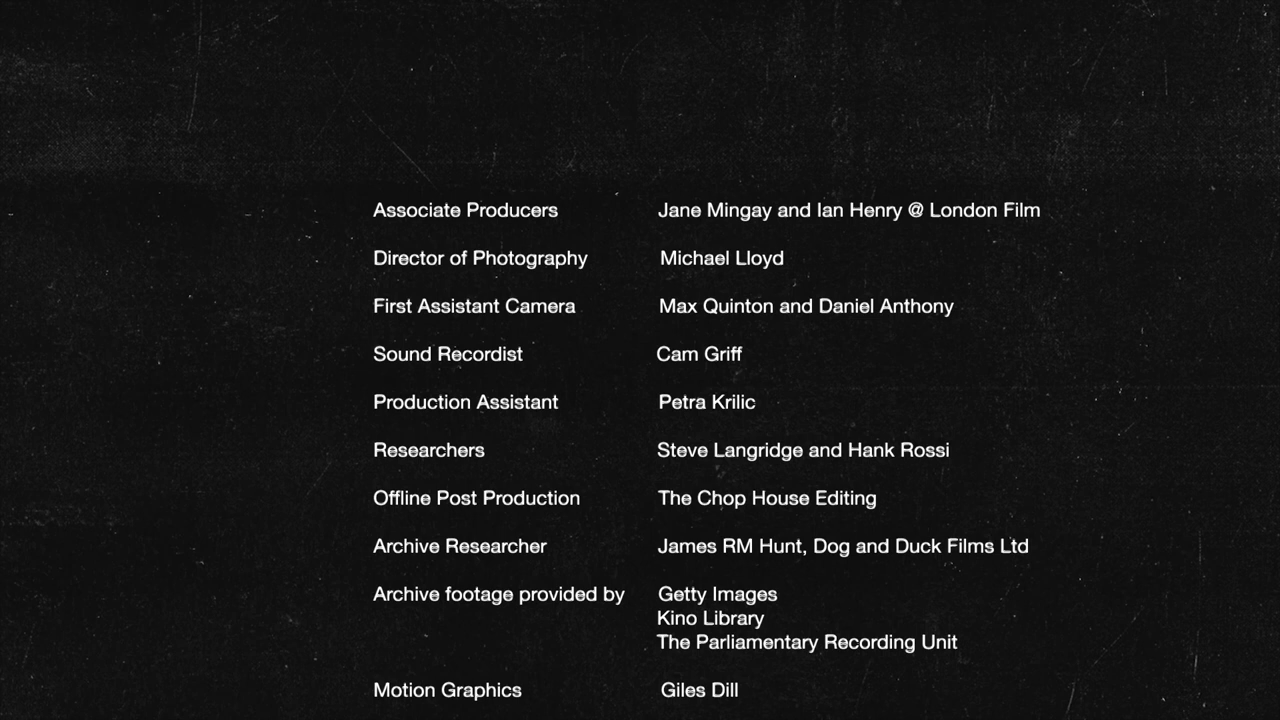 Associate Producers Jane Mingay and Ian Henry @ London Film
Director of Photography Michael Lloyd
First Assistant Camera Max Quinton and Daniel Anthony
Sound Recordist Cam Griff
Production Assistant Petra Krilic
Researchers Steve Langridge and Hank Rossi
Offline Post Production The Chop House Editing
Archive Researcher James RM Hunt, Dog and Duck Films Ltd
Archive footage provided by Getty Images
Kino Library
The Parliamentary Recording Unit
Motion Graphics Giles Dill